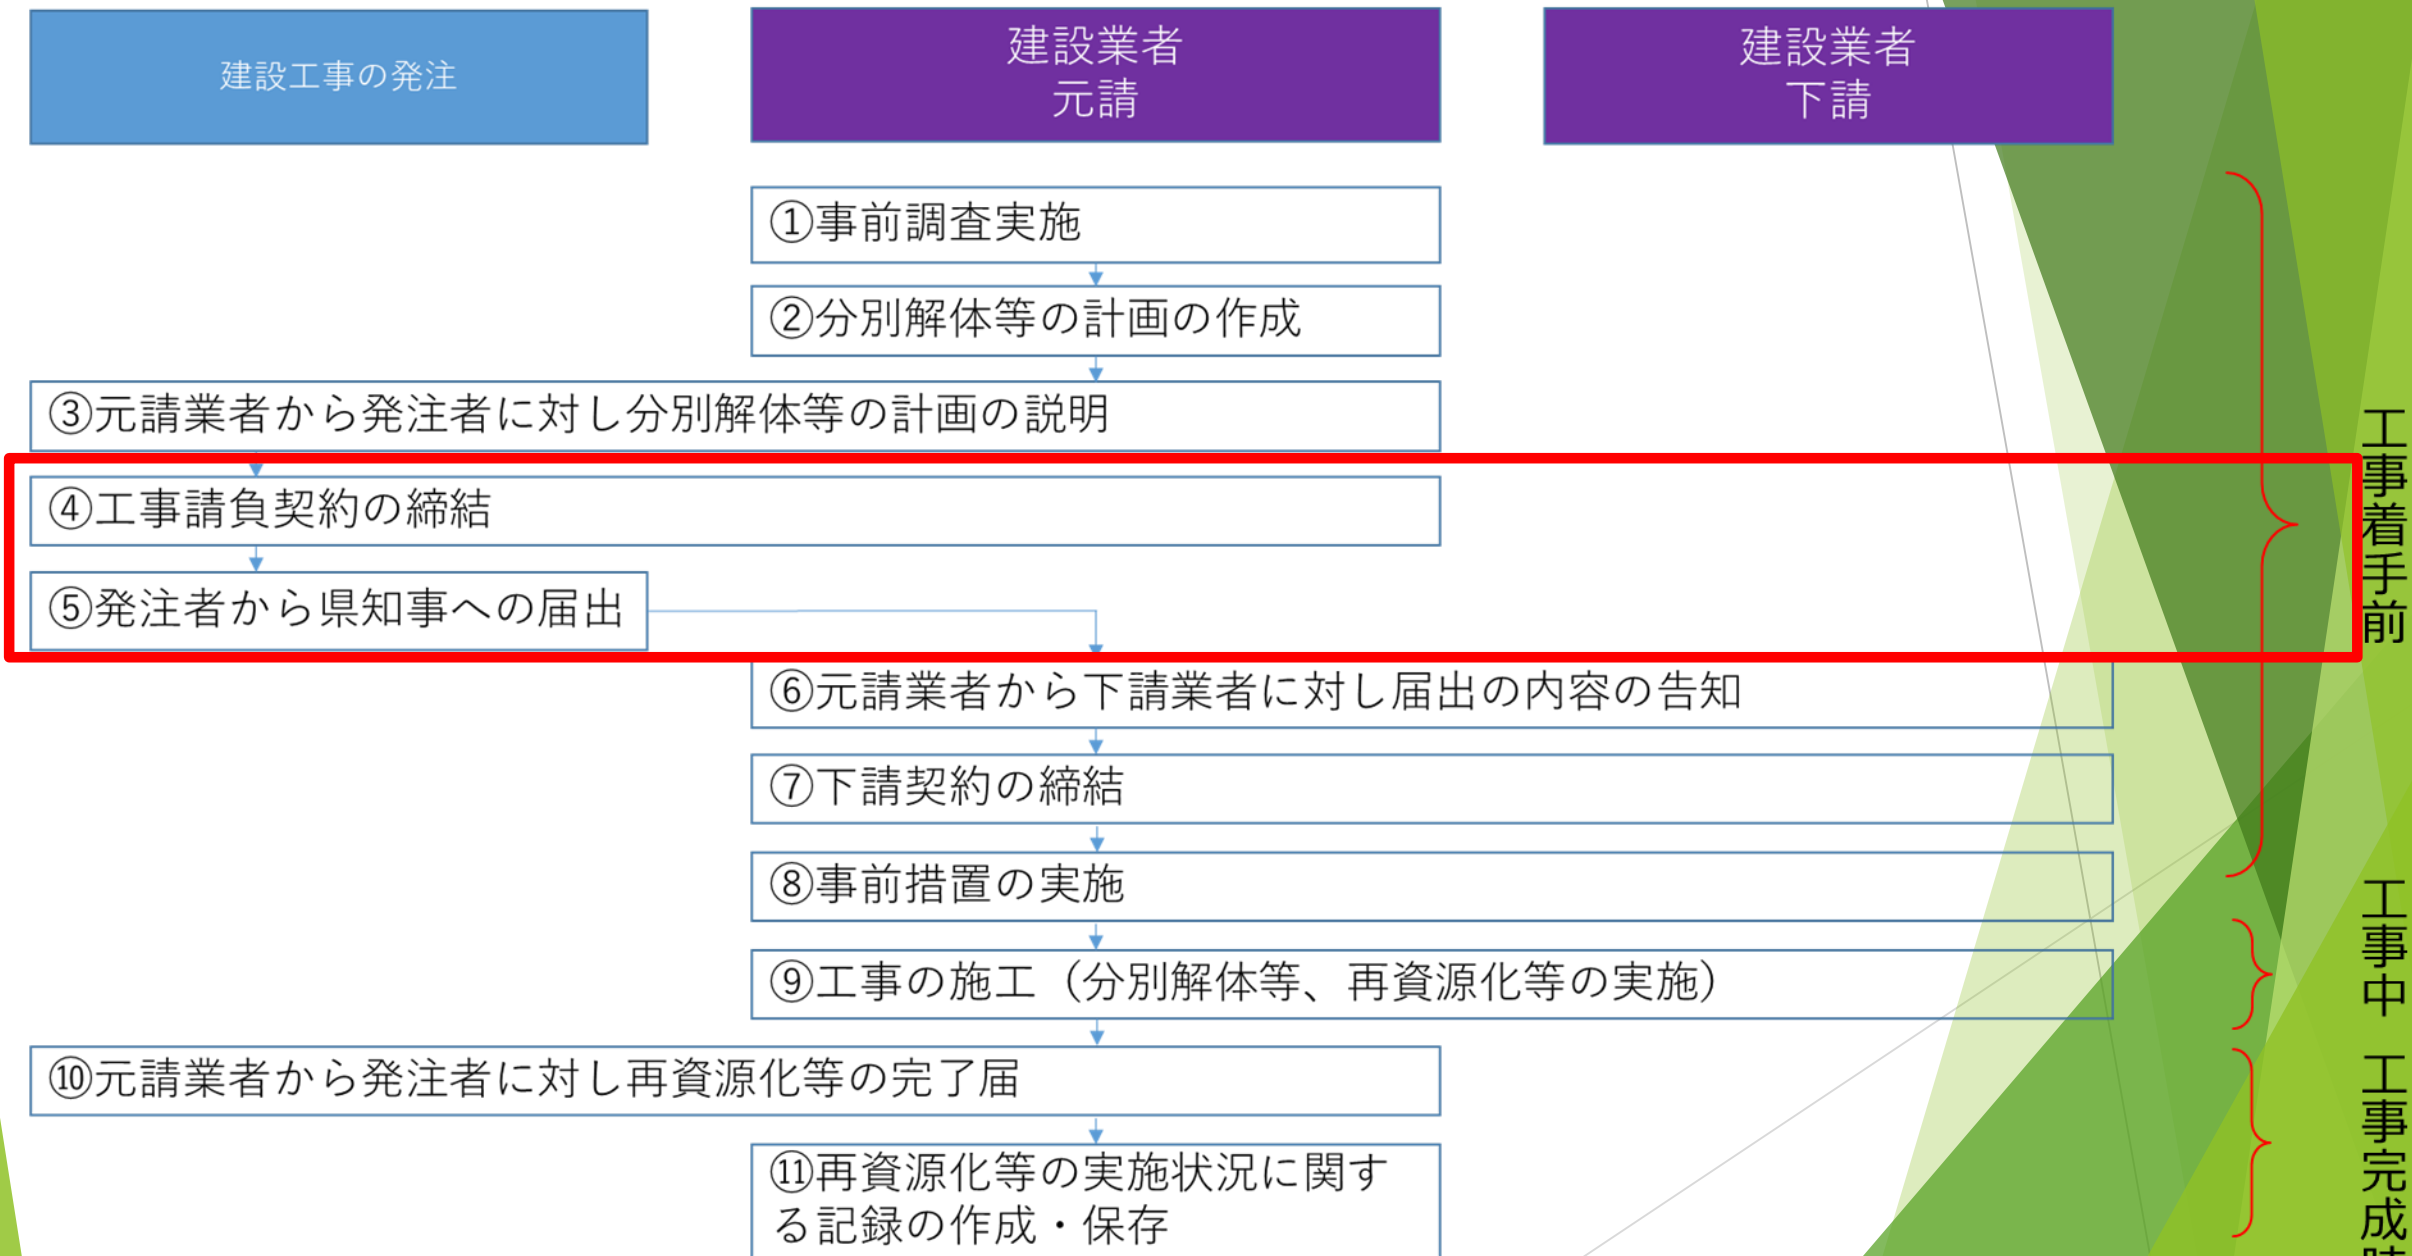 建設工事の発注
建設業者
元請
建設業者
下請
①事前調査実施
②分別解体等の計画の作成
③元請業者から発注者に対し分別解体等の計画の説明
④工事請負契約の締結
⑤発注者から県知事への届出
⑥元請業者から下請業者に対し届出の内容の告知
⑦下請契約の締結
⑧事前措置の実施
⑨工事の施工（分別解体等、再資源化等の実施）
⑩元請業者から発注者に対し再資源化等の完了届
⑪再資源化等の実施状況に関す
る記録の作成・保存
工事着手前
工事中
工事完成